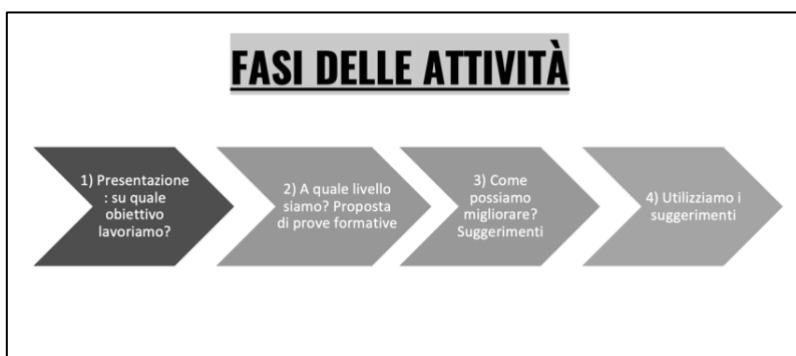 FASI DELLE ATTIVITÀ
1) Presentazione
: su quale
obiettivo
lavoriamo?
2) A quale livello
siamo? Proposta
di prove formative
3) Come
possiamo
migliorare?
Suggerimenti
4) Utilizziamo i
suggerimenti